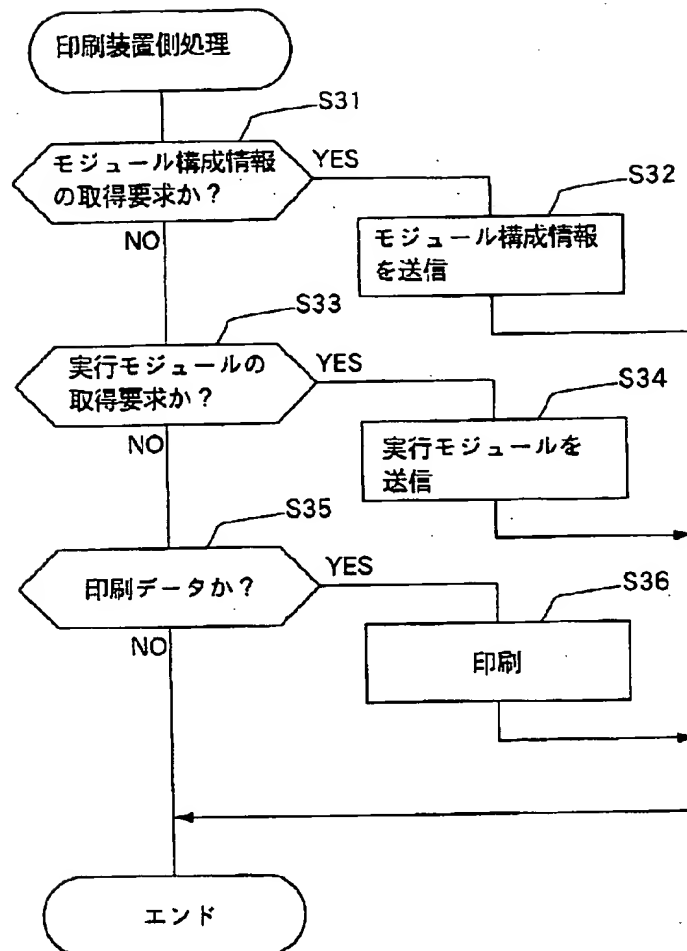 印刷装置側処理
S31
モジュール構成情報
の取得要求か？
YES
NO
S32
モジュール構成情報
を送信
S33
実行モジュールの
取得要求か？
YES
NO
S34
実行モジュールを
送信
S35
印刷データか？
YES
NO
S36
印刷
エンド